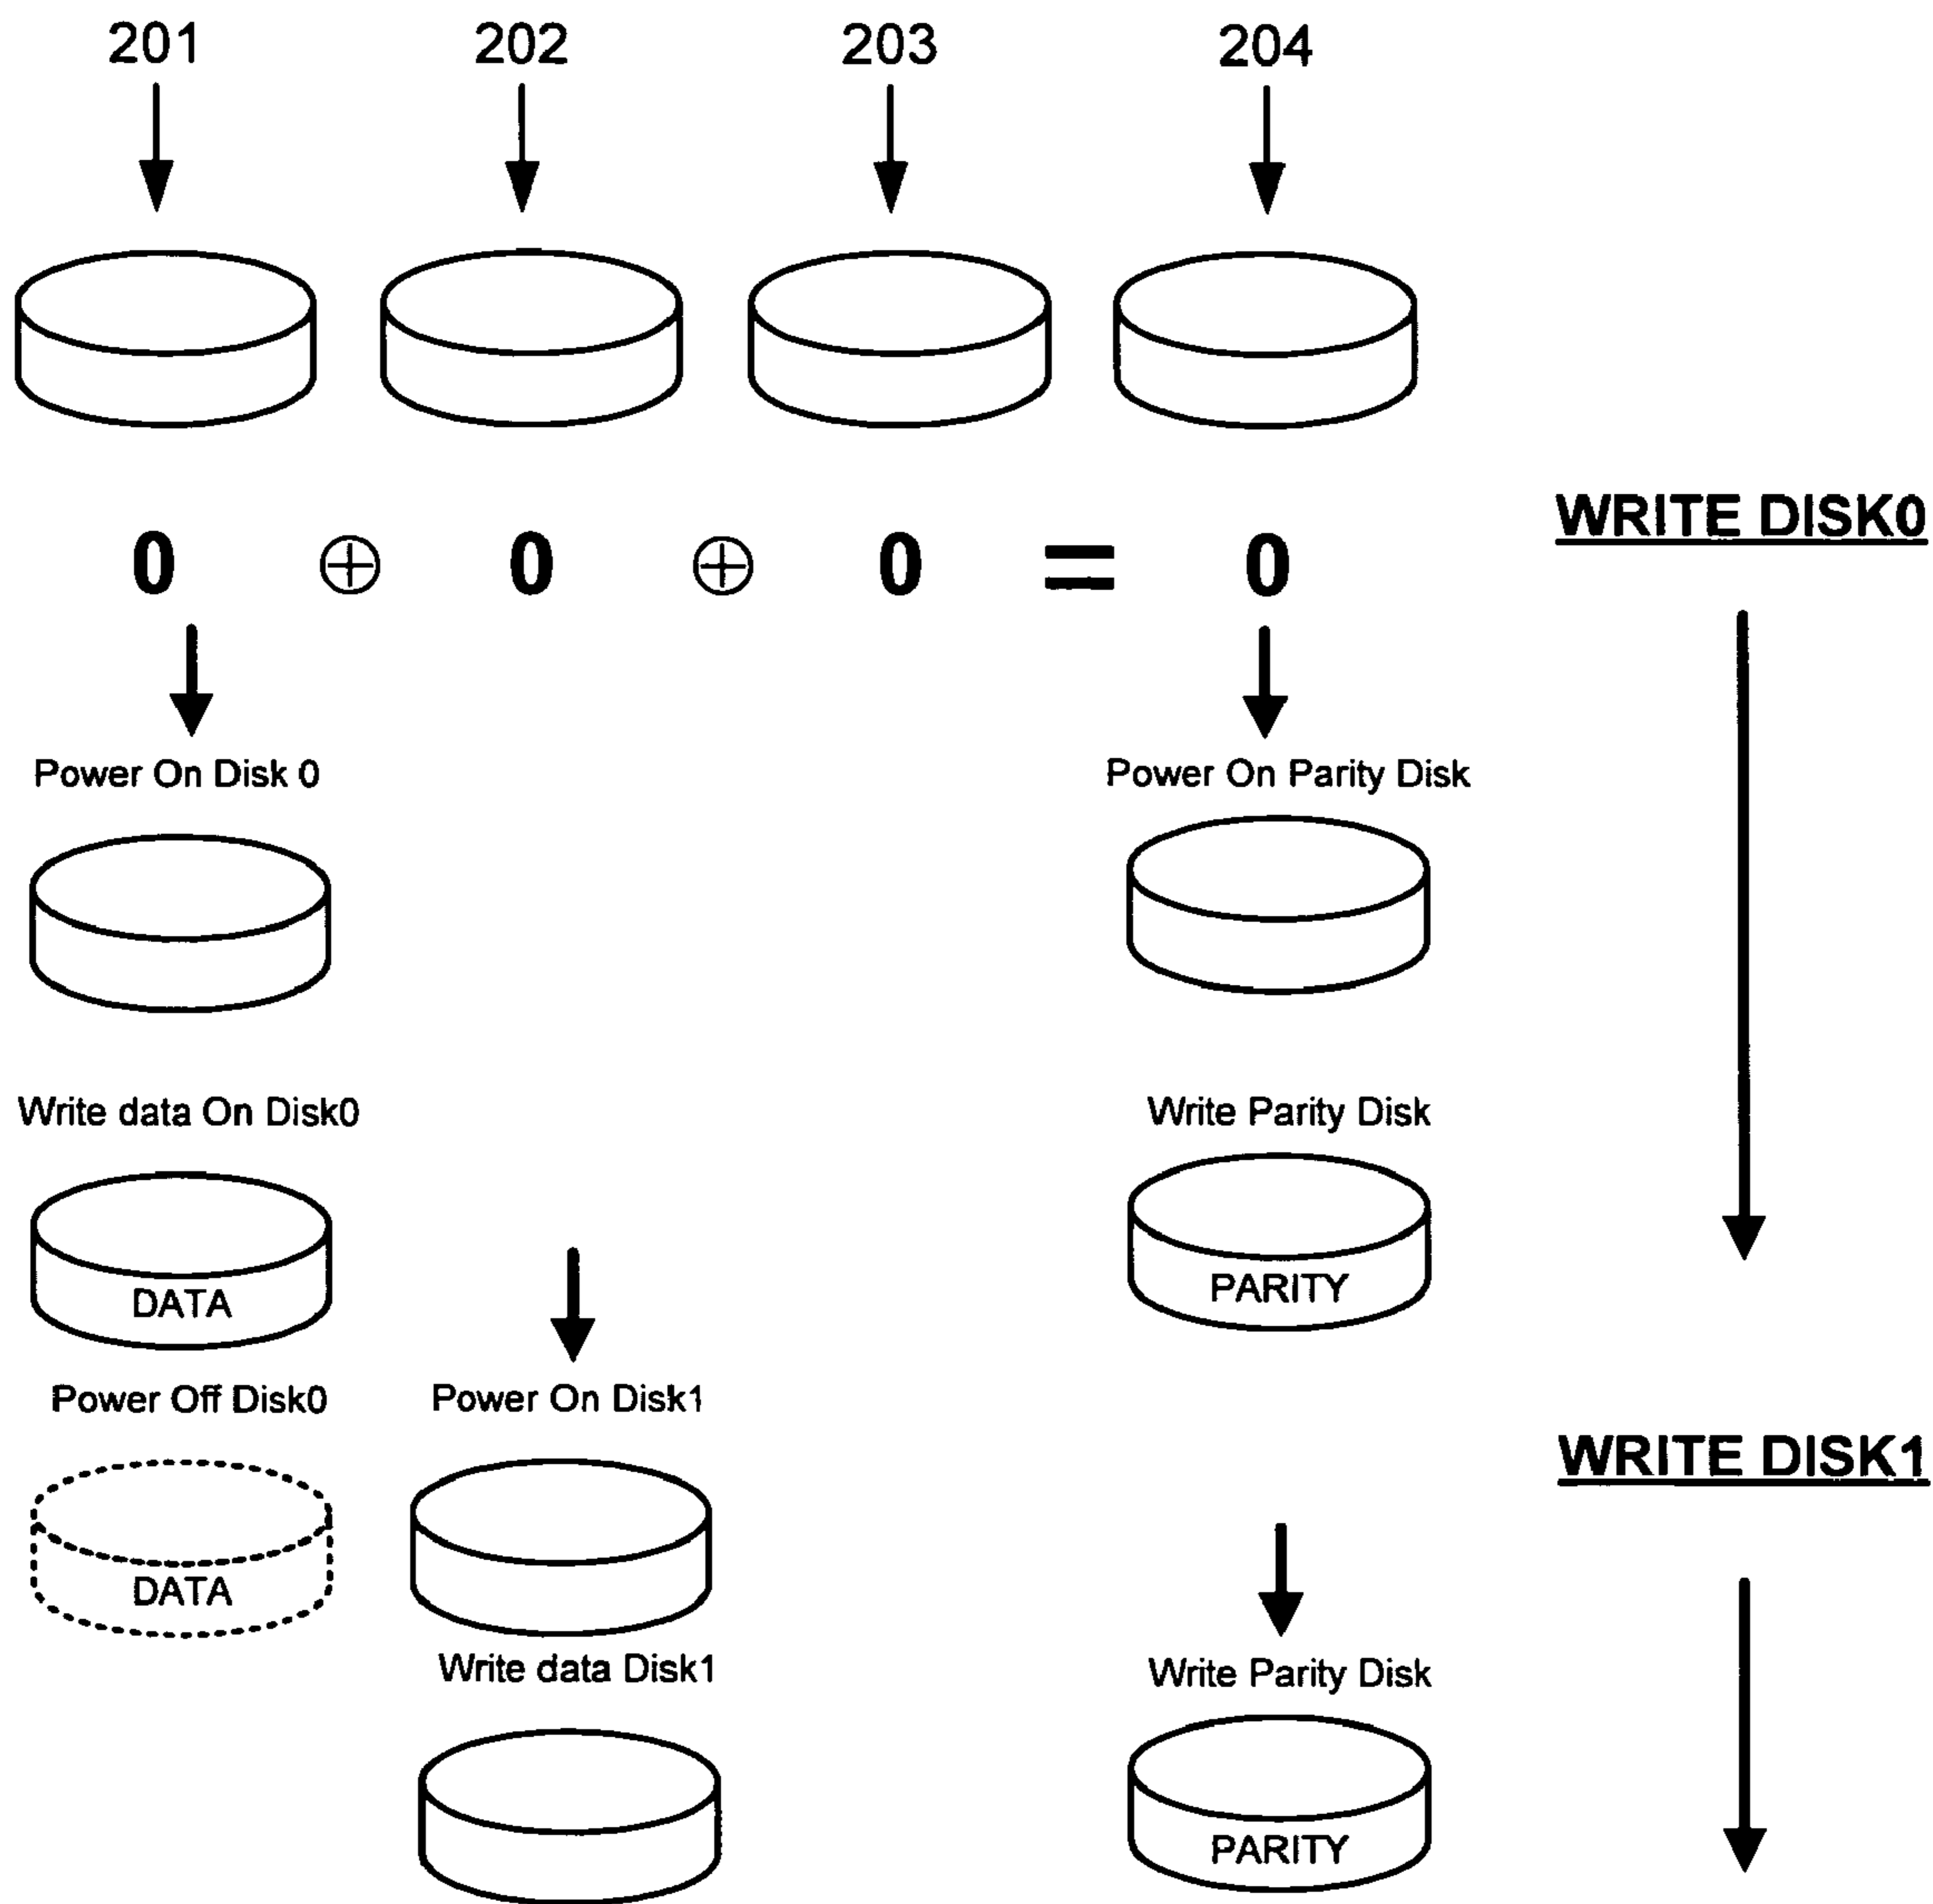 201 202 203 204
WRITE DISK0
0 ⊕ 0 ⊕ 0 = 0
Power On Disk 0 Power On Parity Disk
Write data On Disk0 Write Parity Disk
DATA PARITY
Power Off Disk0 Power On Disk1
WRITE DISK1
DATA
Write data Disk1 Write Parity Disk
PARITY